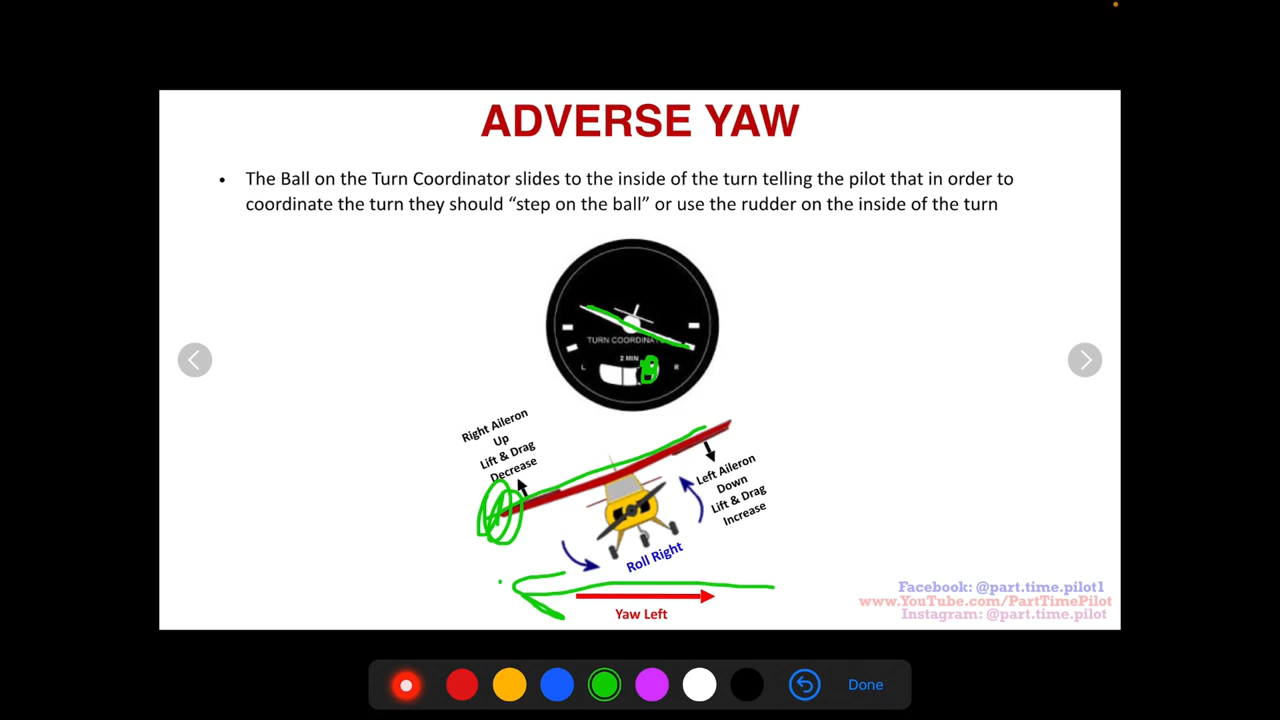 ADVERSE YAW
• The Ball on the Turn Coordinator slides to the inside of the turn telling the pilot that in order to
coordinate the turn they should “step on the ball” or use the rudder on the inside of the turn
2 MIN
L
R
Right Aileron
Up
Lift & Drag
Decrease
Left Aileron
Down
Lift & Drag
Increase
Roll Right
Yaw Left
Facebook: @part.time.pilot1
www.YouTube.com/PartTimePilot
Instagram: @part.time.pilot
Done